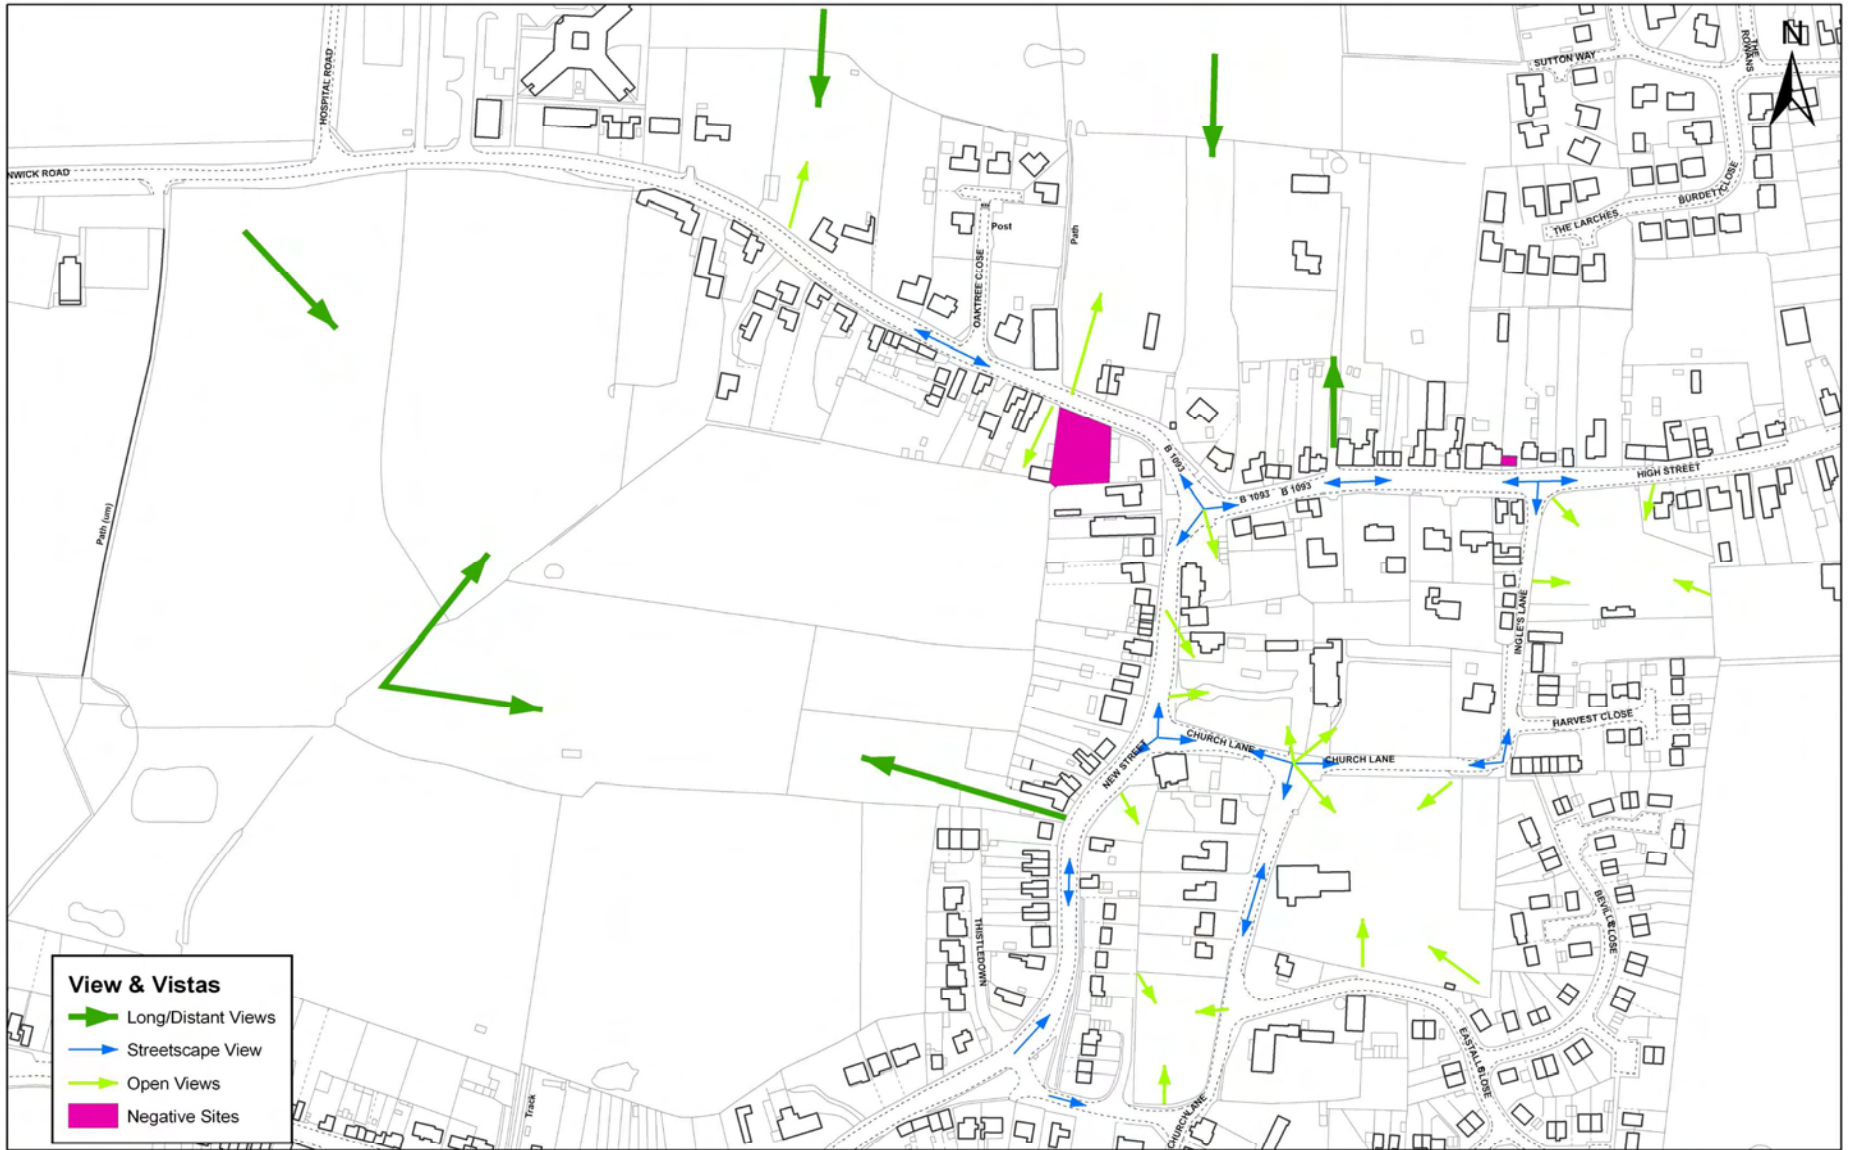 N
THE
ROWANS
SUTTON WAY
HOSPITAL ROAD
NWICK ROAD
BURDETT CLOSE
THE LARCHES
Post
Path
OAKTREE CLOSE
B 1093
B 1093
B 1093
HIGH STREET
Path (um)
INGLE'S LANE
HARVEST CLOSE
CHURCH LANE
CHURCH LANE
NEW STREET
BEVILL CLOSE
THISTLEDOWN
EASTALL CLOSE
Track
CHURCH LANE
View & Vistas
Long/Distant Views
Streetscape View
Open Views
Negative Sites